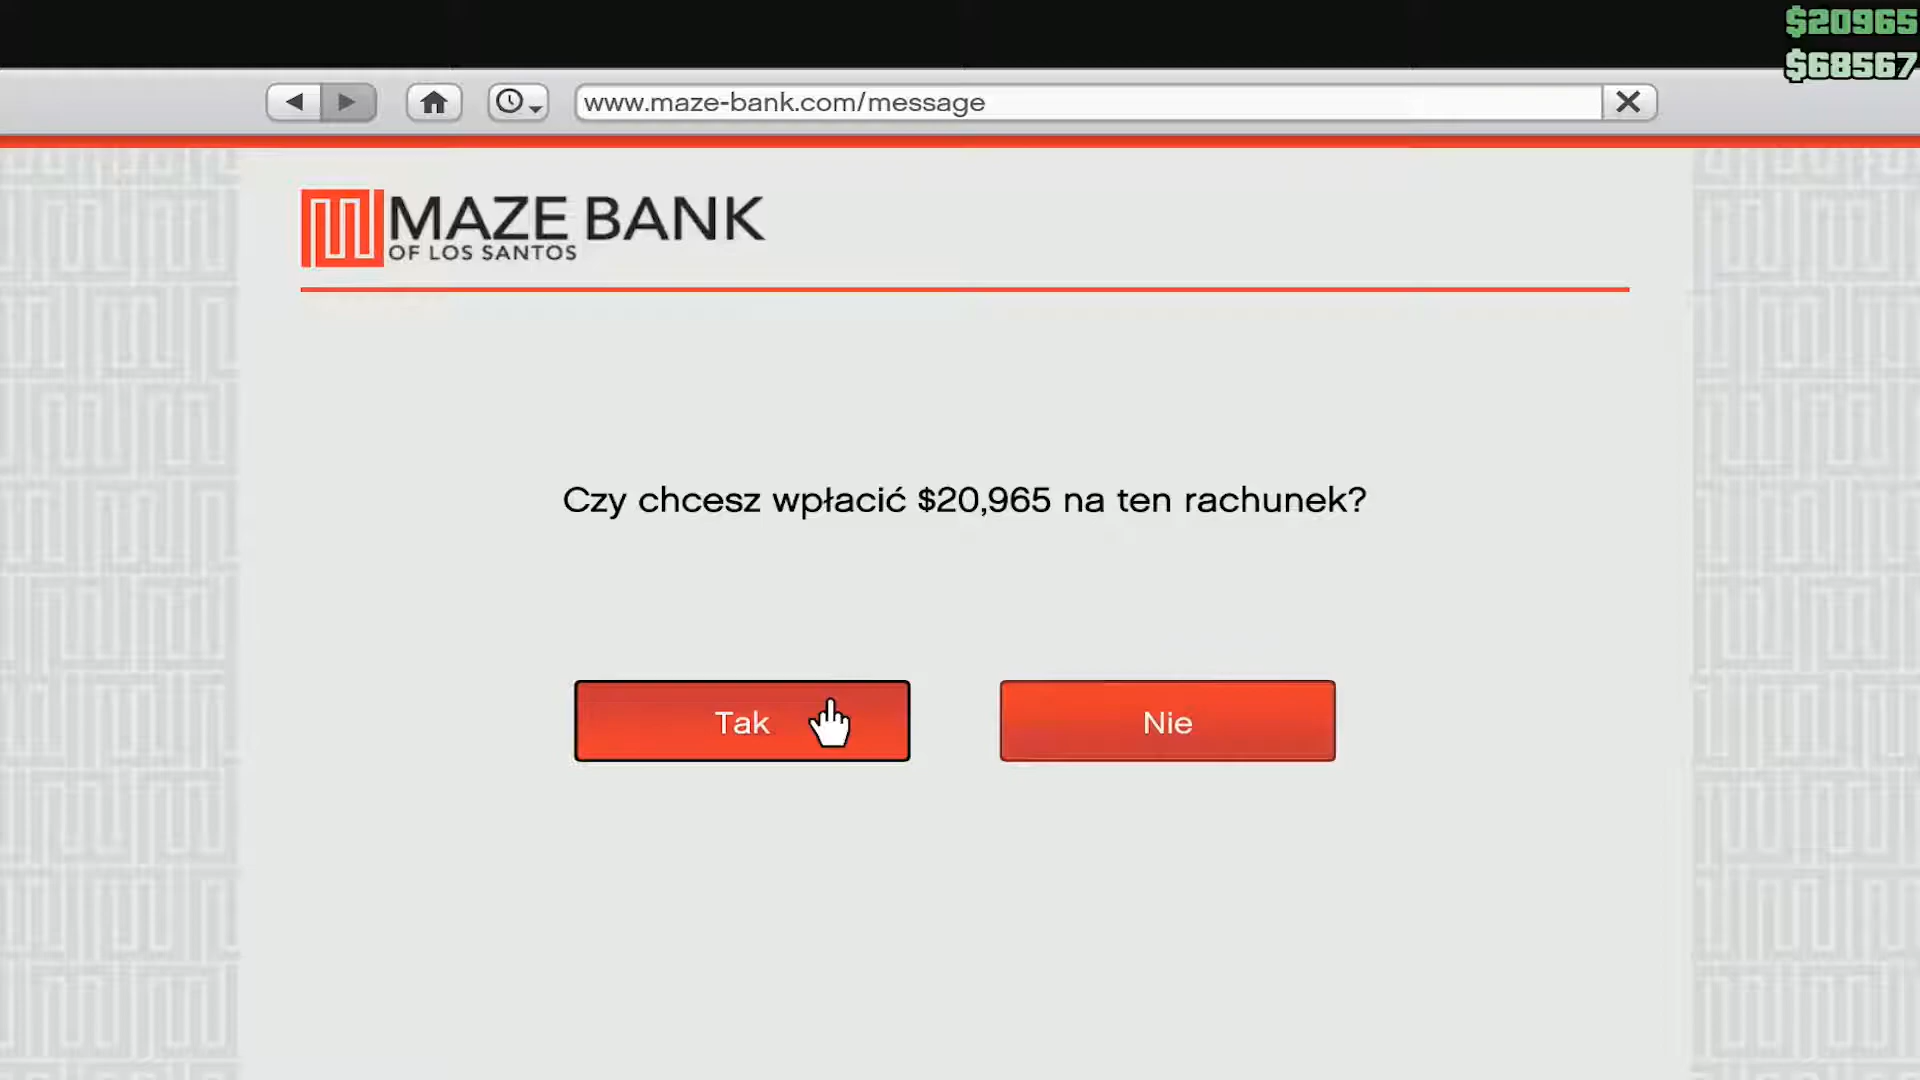 $20965
$68567
www.maze-bank.com/message
MAZE BANK
OF LOS SANTOS
Czy chcesz wpłacić $20,965 na ten rachunek?
Tak
Nie